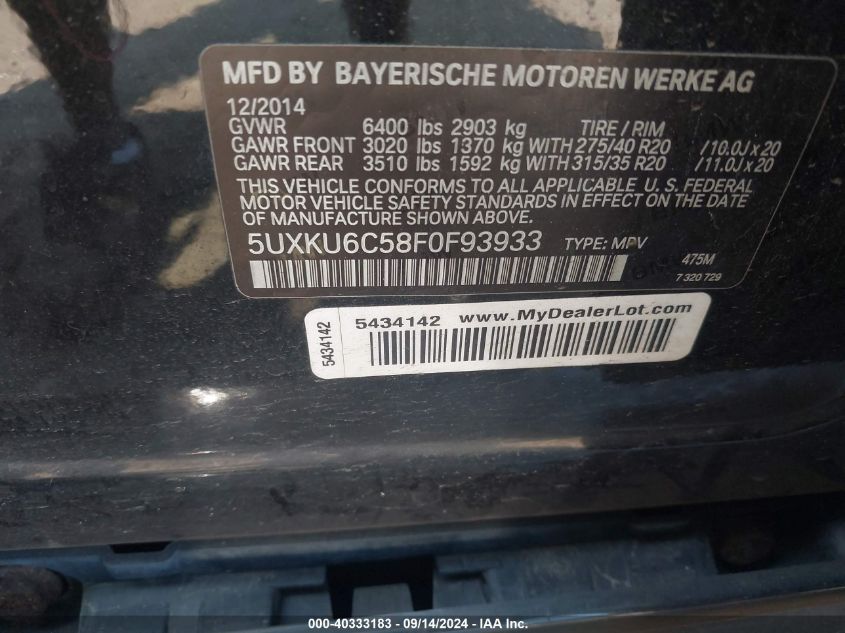 MFD BY BAYERISCHE MOTOREN WERKE AG
12/2014
GVWR 6400 lbs 2903 kg TIRE / RIM
GAWR FRONT 3020 lbs 1370 kg WITH 275/40 R20 / 10.0J x 20
GAWR REAR 3510 lbs 1592 kg WITH 315/35 R20 / 11.0J x 20
THIS VEHICLE CONFORMS TO ALL APPLICABLE U. S. FEDERAL
MOTOR VEHICLE SAFETY STANDARDS IN EFFECT ON THE DATE
OF MANUFACTURE SHOWN ABOVE.
5UXKU6C58F0F93933 TYPE: MPV 475M
7 320 729
5434142 www.MyDealerLot.com
5434142
000-40333183 - 09/14/2024 - IAA Inc.